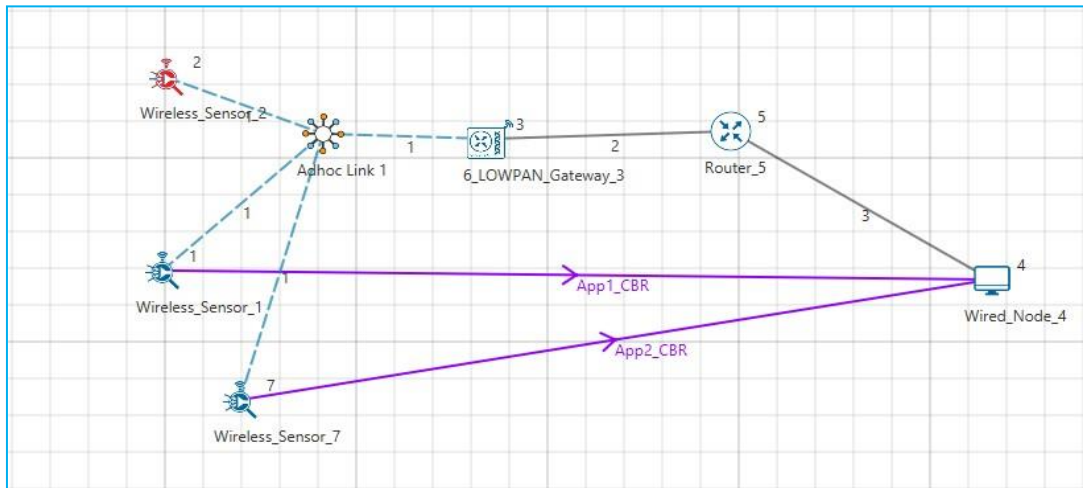 2
Wireless_Sensor_2
1
Adhoc Link 1
1
3
6_LOWPAN_Gateway_3
2
5
Router_5
1
3
1
Wireless_Sensor_1
1
App1_CBR
4
Wired_Node_4
App2_CBR
7
Wireless_Sensor_7